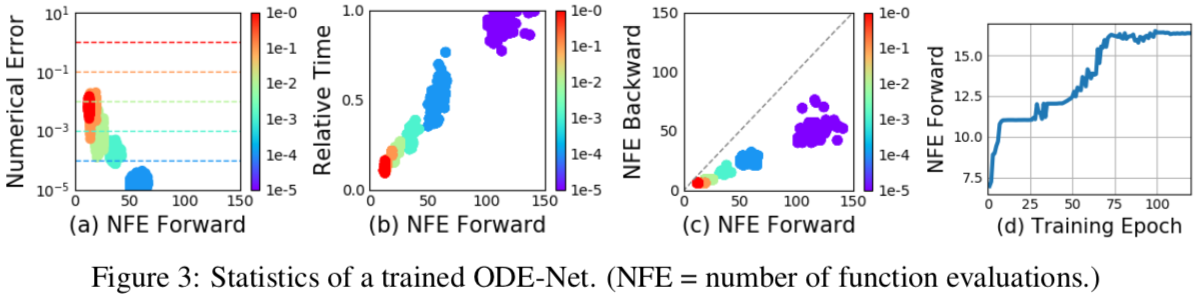 Numerical Error
10^1
10^-1
10^-3
10^-5
0 50 100 150
(a) NFE Forward
1e-0
1e-1
1e-2
1e-3
1e-4
1e-5
Relative Time
1.0
0.5
0.0
0 50 100 150
(b) NFE Forward
1e-0
1e-1
1e-2
1e-3
1e-4
1e-5
NFE Backward
150
100
50
0
0 50 100 150
(c) NFE Forward
1e-0
1e-1
1e-2
1e-3
1e-4
1e-5
NFE Forward
15.0
12.5
10.0
7.5
0 25 50 75 100
(d) Training Epoch
Figure 3: Statistics of a trained ODE-Net. (NFE = number of function evaluations.)